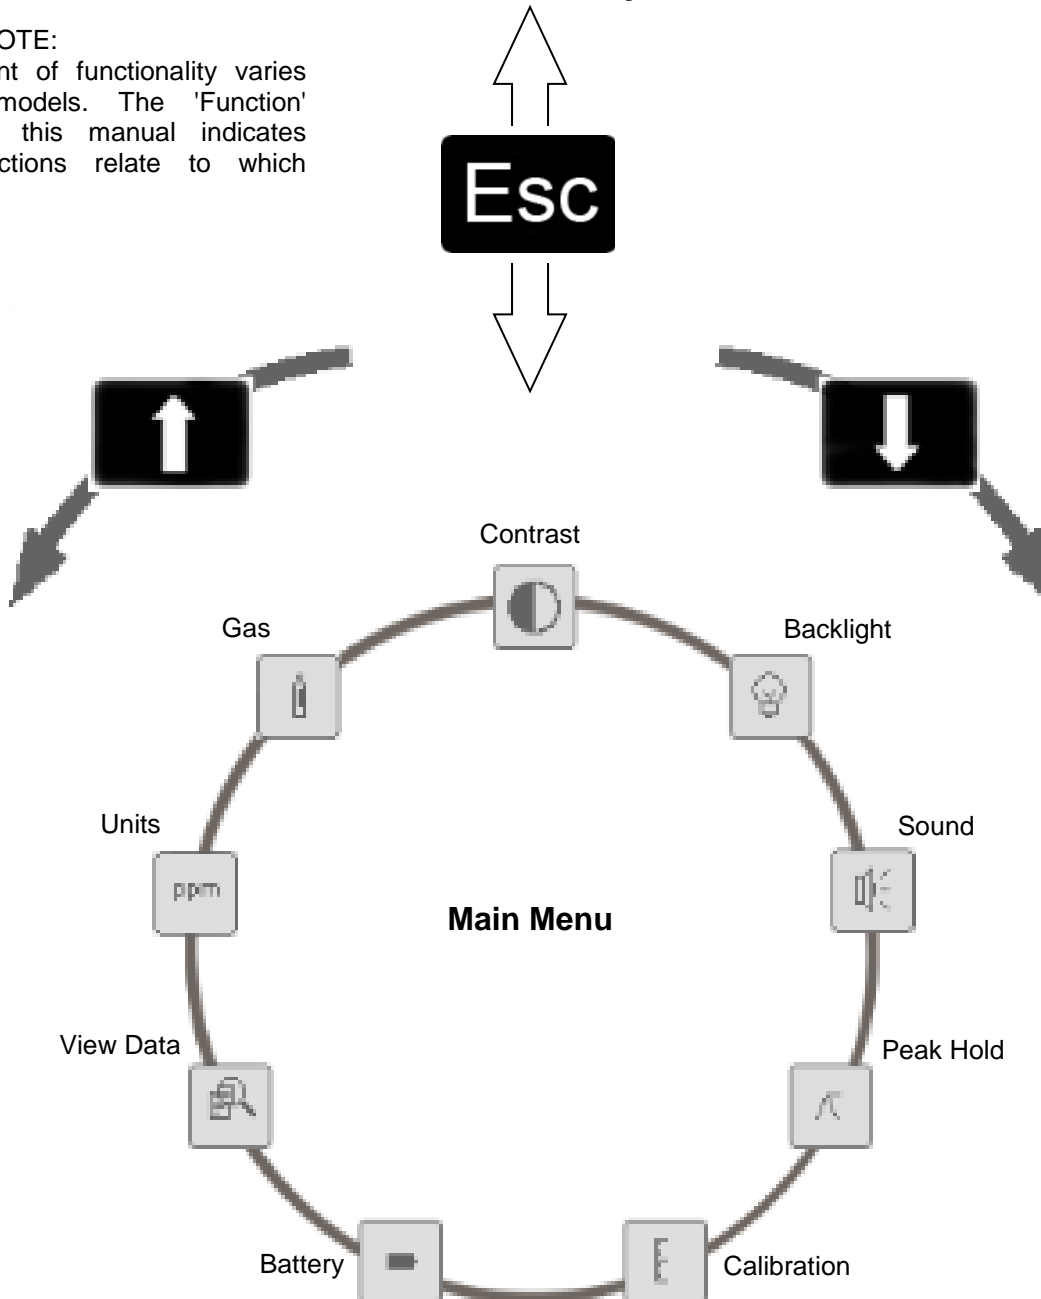 OTE:
nt of functionality varies
models. The 'Function'
this manual indicates
ctions relate to which
Esc
Contrast
Gas
Backlight
Units
Sound
ppm
Main Menu
View Data
Peak Hold
Battery
Calibration